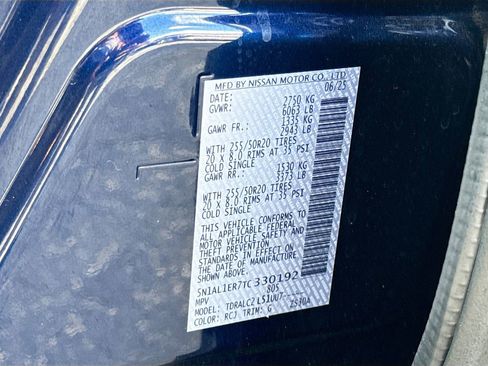 MFD BY NISSAN MOTOR CO., LTD
DATE: 06/25
GVWR: 2750 KG
6063 LB
GAWR FR.: 1335 KG
2943 LB
WITH 255/50R20 TIRES
20 X 8.0 RIMS AT 35 PSI
COLD SINGLE
GAWR RR.: 1530 KG
3373 LB
WITH 255/50R20 TIRES
20 X 8.0 RIMS AT 35 PSI
COLD SINGLE
THIS VEHICLE CONFORMS TO
ALL APPLICABLE FEDERAL
MOTOR VEHICLE SAFETY AND
THEFT PREVENTION
STANDARDS IN EFFECT ON
THE DATE OF MANUFACTURE
SHOWN ABOVE.
5N1AL1ER7TC330192
MPV 805
COLOR: RCJ TRIM: G